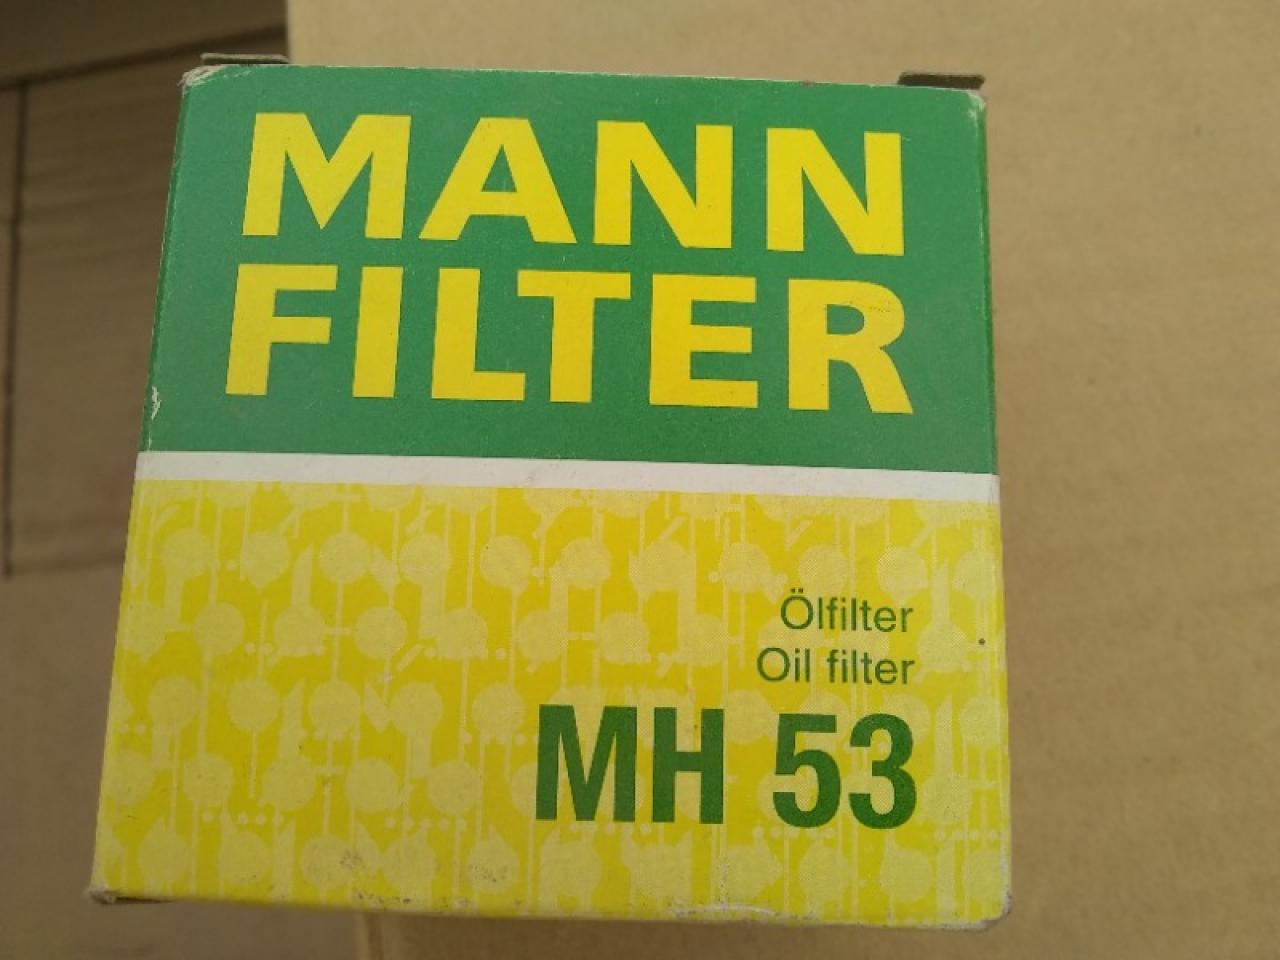 MANN
FILTER
Ölfilter
Oil filter
MH 53